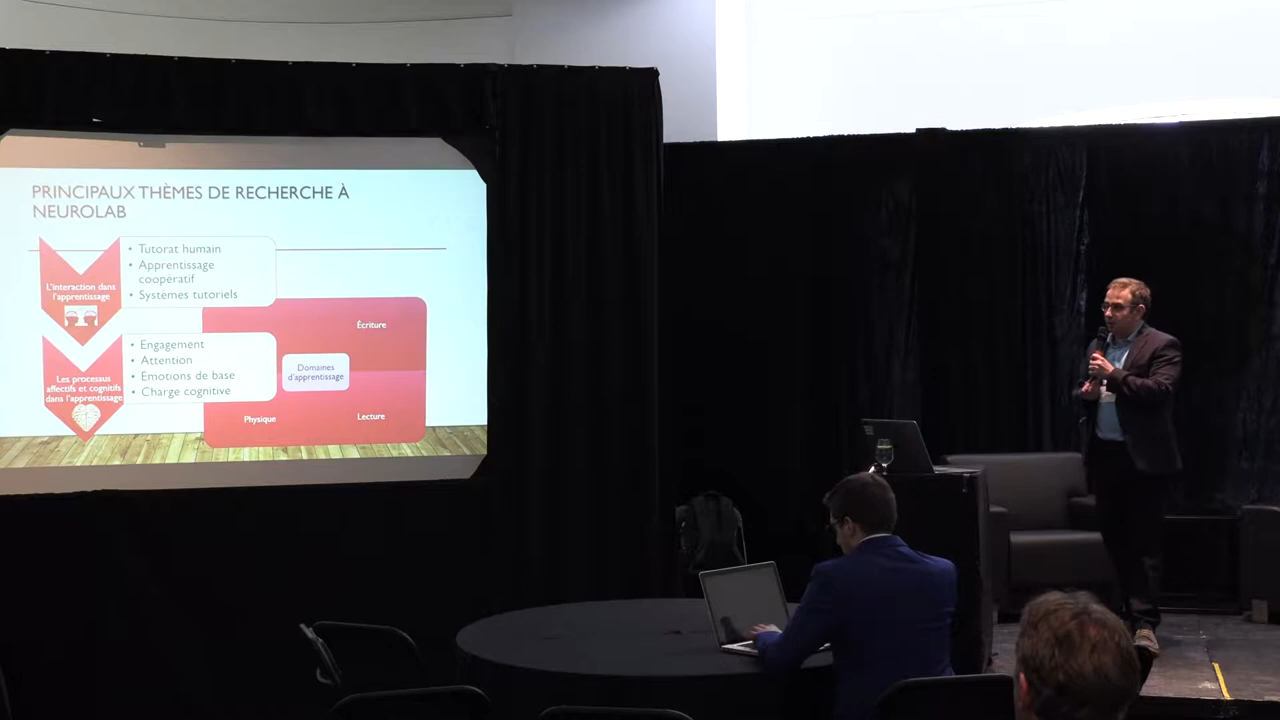 PRINCIPAUX THÈMES DE RECHERCHE À
NEUROLAB
L'interaction dans
l'apprentissage
• Tutorat humain
• Apprentissage
coopératif
• Systèmes tutoriels
Les processus
affectifs et cognitifs
dans l'apprentissage
• Engagement
• Attention
• Émotions de base
• Charge cognitive
Écriture
Domaines
d'apprentissage
Physique
Lecture